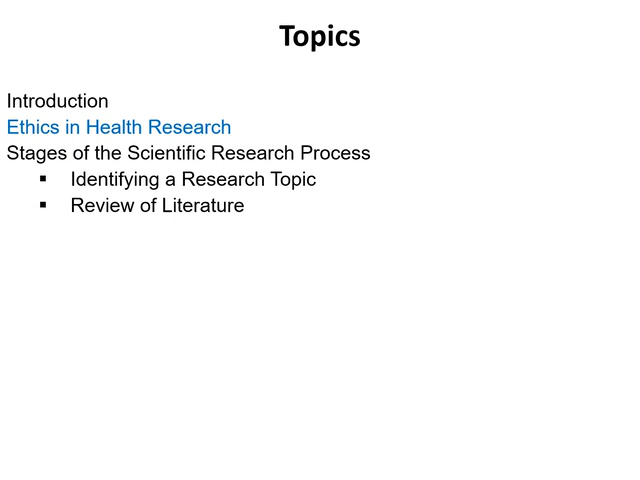 Topics
Introduction
Ethics in Health Research
Stages of the Scientific Research Process
▪ Identifying a Research Topic
▪ Review of Literature